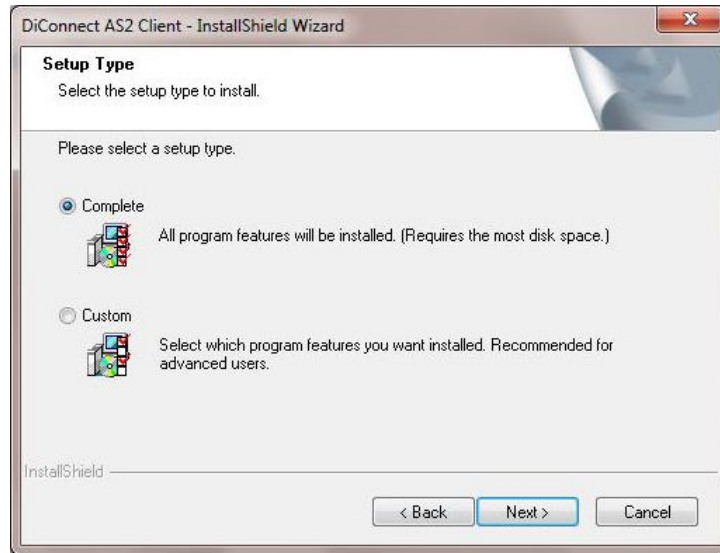 DiConnect AS2 Client - InstallShield Wizard
Setup Type
Select the setup type to install.
Please select a setup type.
Complete
All program features will be installed. (Requires the most disk space.)
Custom
Select which program features you want installed. Recommended for
advanced users.
InstallShield
< Back Next > Cancel